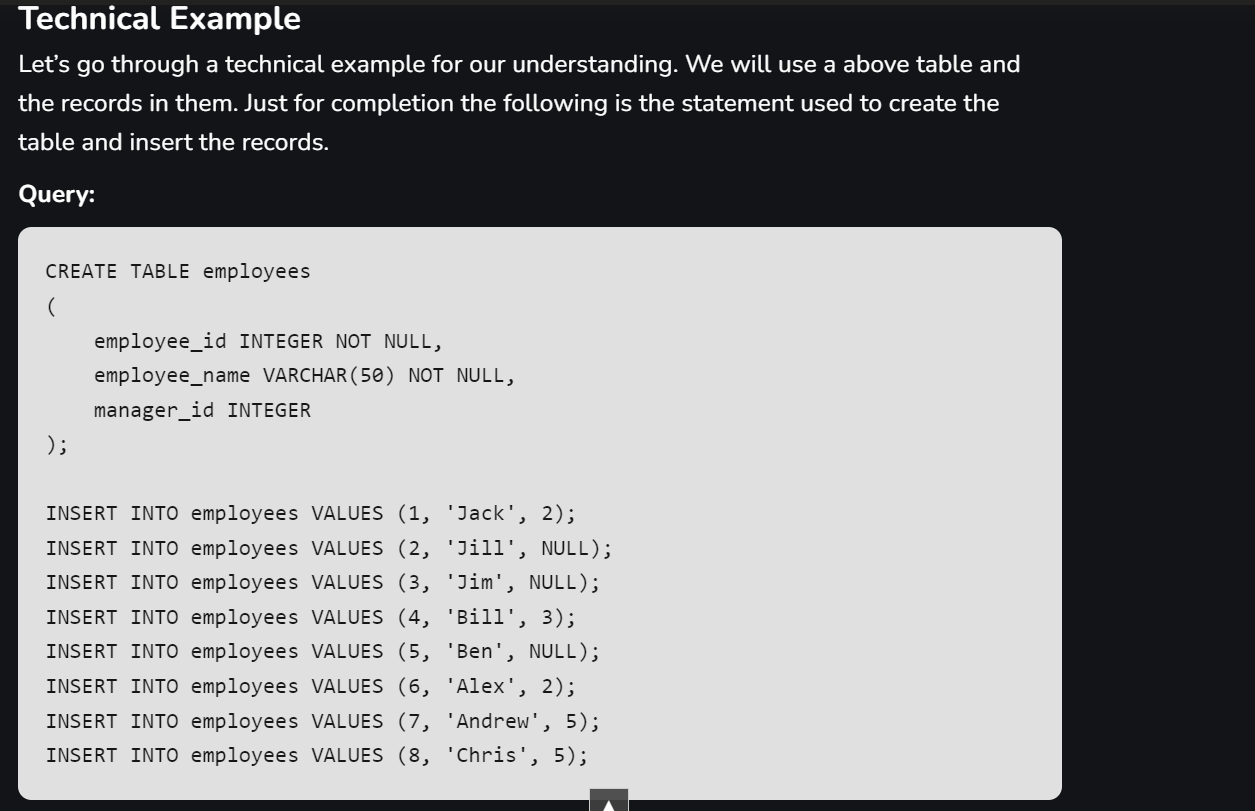 Technical Example
Let’s go through a technical example for our understanding. We will use a above table and
the records in them. Just for completion the following is the statement used to create the
table and insert the records.
Query:
CREATE TABLE employees
(
    employee_id INTEGER NOT NULL,
    employee_name VARCHAR(50) NOT NULL,
    manager_id INTEGER
);

INSERT INTO employees VALUES (1, 'Jack', 2);
INSERT INTO employees VALUES (2, 'Jill', NULL);
INSERT INTO employees VALUES (3, 'Jim', NULL);
INSERT INTO employees VALUES (4, 'Bill', 3);
INSERT INTO employees VALUES (5, 'Ben', NULL);
INSERT INTO employees VALUES (6, 'Alex', 2);
INSERT INTO employees VALUES (7, 'Andrew', 5);
INSERT INTO employees VALUES (8, 'Chris', 5);